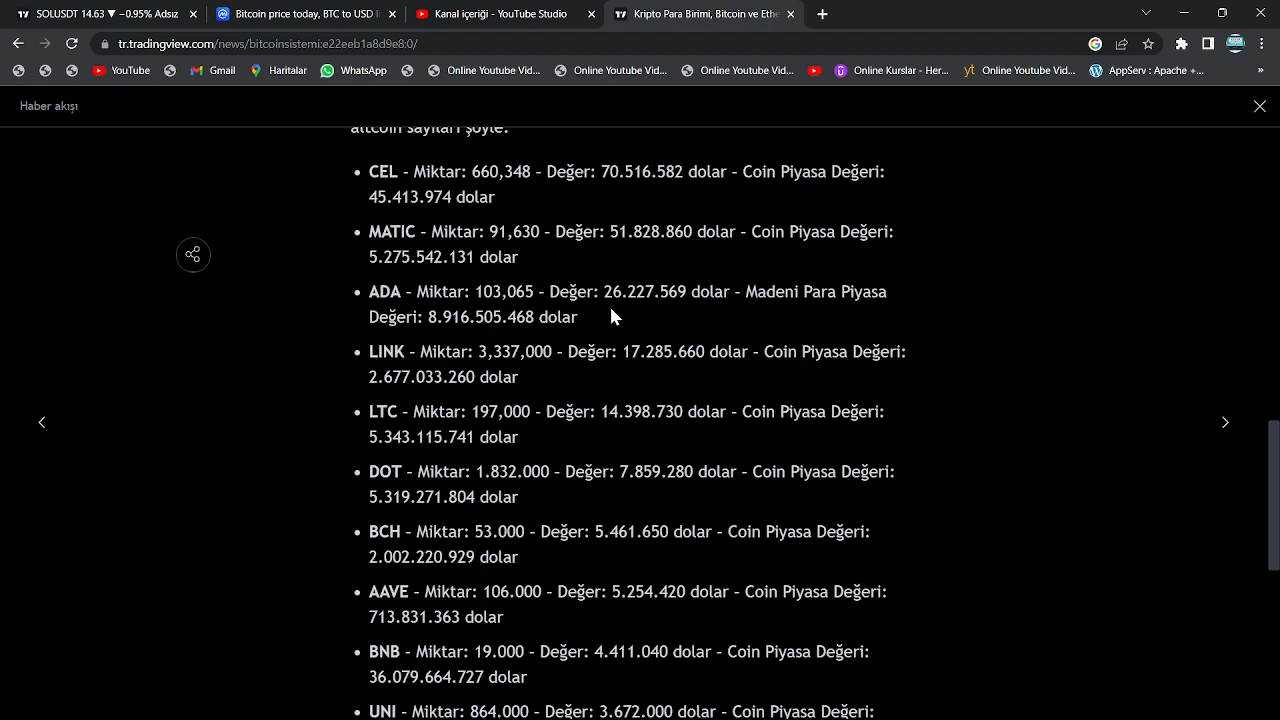 SOLUSDT 14.63 ▼ −0.95% Adsız
Bitcoin price today, BTC to USD li
Kanal içeriği - YouTube Studio
Kripto Para Birimi, Bitcoin ve Ethe
tr.tradingview.com/news/bitcoinsistemi:e22eeb1a8d9e8:0/
YouTube
Gmail
Haritalar
WhatsApp
Online Youtube Vid...
Online Youtube Vid...
Online Youtube Vid...
Online Kurslar - Her...
Online Youtube Vid...
AppServ : Apache +...
Haber akışı
altcoin sayıları şöyle:
• CEL - Miktar: 660,348 - Değer: 70.516.582 dolar - Coin Piyasa Değeri:
45.413.974 dolar
• MATIC - Miktar: 91,630 - Değer: 51.828.860 dolar - Coin Piyasa Değeri:
5.275.542.131 dolar
• ADA - Miktar: 103,065 - Değer: 26.227.569 dolar - Madeni Para Piyasa
Değeri: 8.916.505.468 dolar
• LINK - Miktar: 3,337,000 - Değer: 17.285.660 dolar - Coin Piyasa Değeri:
2.677.033.260 dolar
• LTC - Miktar: 197,000 - Değer: 14.398.730 dolar - Coin Piyasa Değeri:
5.343.115.741 dolar
• DOT - Miktar: 1.832.000 - Değer: 7.859.280 dolar - Coin Piyasa Değeri:
5.319.271.804 dolar
• BCH - Miktar: 53.000 - Değer: 5.461.650 dolar - Coin Piyasa Değeri:
2.002.220.929 dolar
• AAVE - Miktar: 106.000 - Değer: 5.254.420 dolar - Coin Piyasa Değeri:
713.831.363 dolar
• BNB - Miktar: 19.000 - Değer: 4.411.040 dolar - Coin Piyasa Değeri:
36.079.664.727 dolar
• UNI - Miktar: 864.000 - Değer: 3.672.000 dolar - Coin Piyasa Değeri: